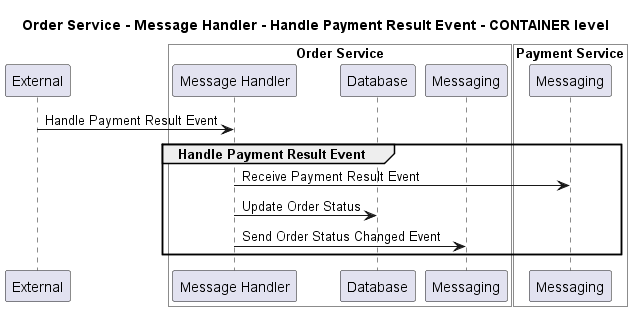 Order Service - Message Handler - Handle Payment Result Event - CONTAINER level
Order Service
Payment Service
External
Message Handler
Database
Messaging
Messaging
Handle Payment Result Event
Handle Payment Result Event
Receive Payment Result Event
Update Order Status
Send Order Status Changed Event
External
Message Handler
Database
Messaging
Messaging